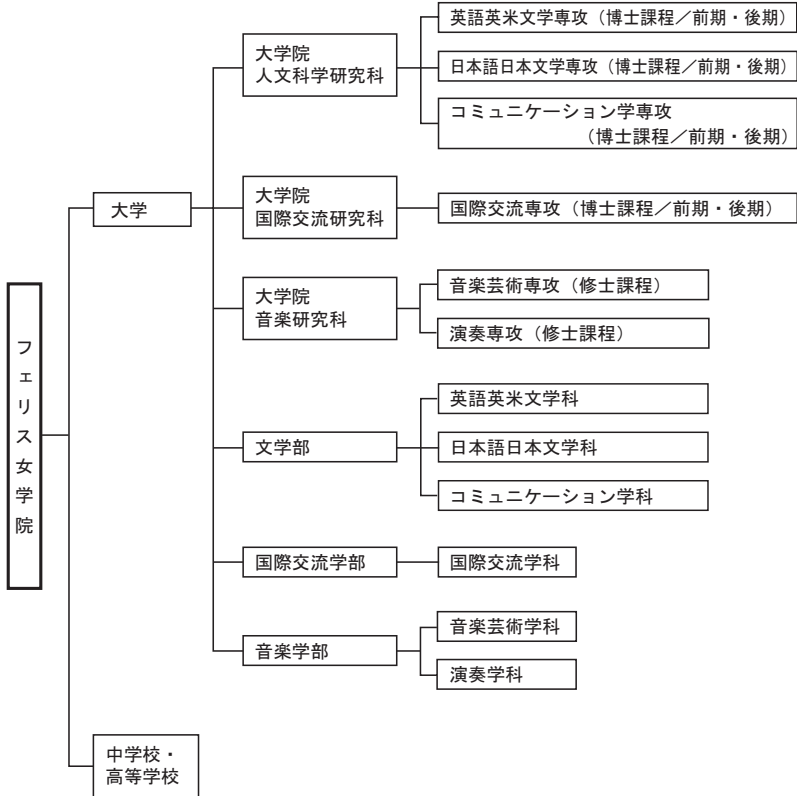 フェリス女学院
大学
大学院
人文科学研究科
英語英米文学専攻（博士課程／前期・後期）
日本語日本文学専攻（博士課程／前期・後期）
コミュニケーション学専攻
（博士課程／前期・後期）
大学院
国際交流研究科
国際交流専攻（博士課程／前期・後期）
大学院
音楽研究科
音楽芸術専攻（修士課程）
演奏専攻（修士課程）
文学部
英語英米文学科
日本語日本文学科
コミュニケーション学科
国際交流学部
国際交流学科
音楽学部
音楽芸術学科
演奏学科
中学校・
高等学校